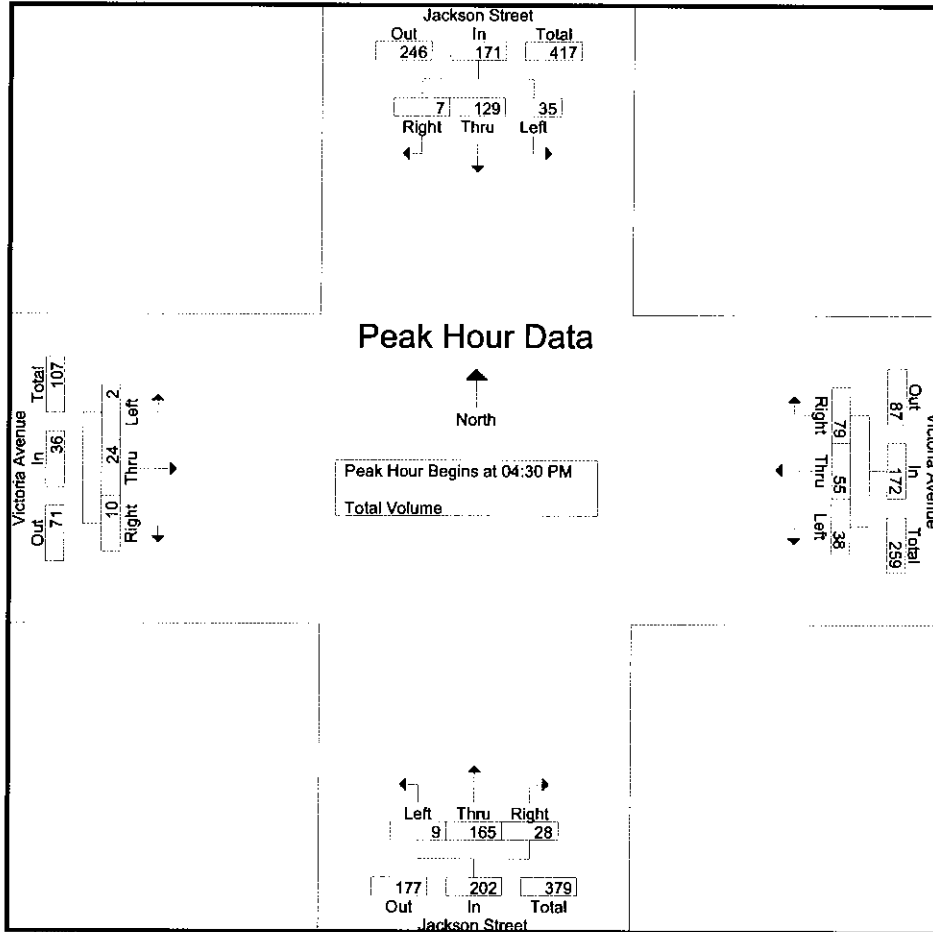 Jackson Street
Out In Total
246 171 417
7 129 35
Right Thru Left
Peak Hour Data
North
Peak Hour Begins at 04:30 PM
Total Volume
Victoria Avenue
Out In Total
71 36 107
Left Thru Right
2 24 10
Victoria Avenue
Out In Total
87 172 259
Right Thru Left
79 55 38
Left Thru Right
9 165 28
177 202 379
Out In Total
Jackson Street